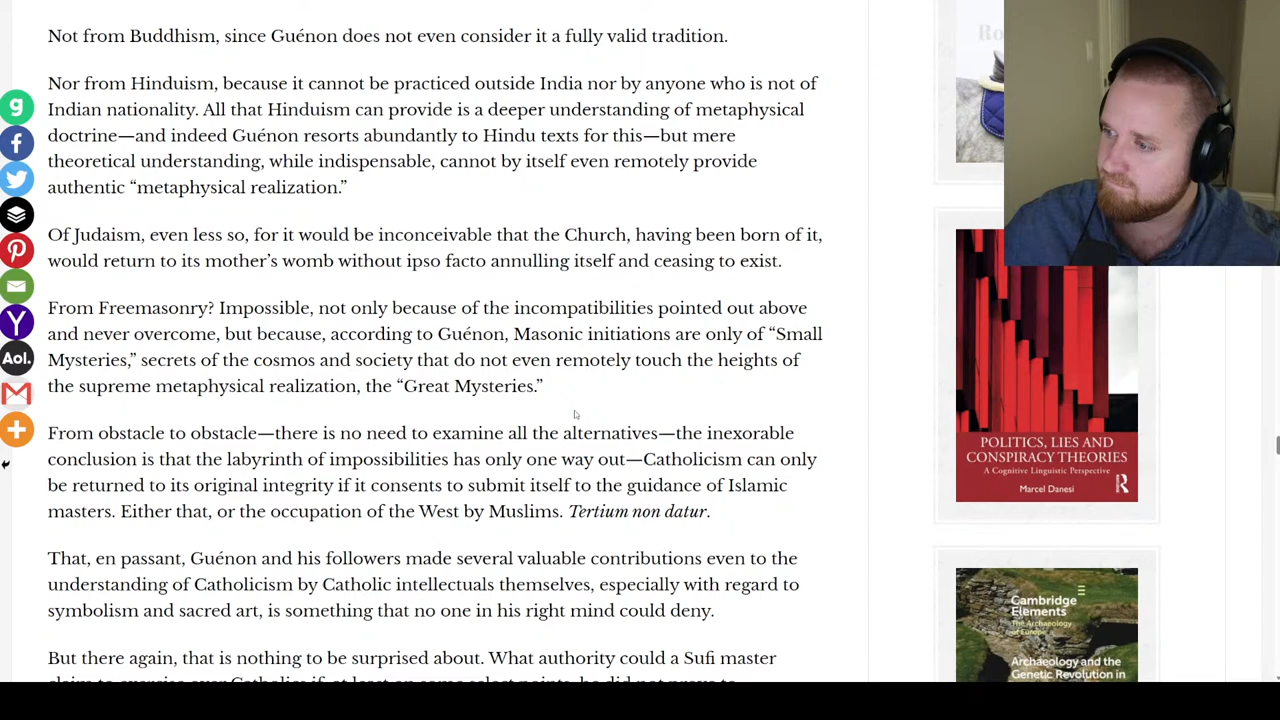 Not from Buddhism, since Guénon does not even consider it a fully valid tradition.
Nor from Hinduism, because it cannot be practiced outside India nor by anyone who is not of
Indian nationality. All that Hinduism can provide is a deeper understanding of metaphysical
doctrine—and indeed Guénon resorts abundantly to Hindu texts for this—but mere
theoretical understanding, while indispensable, cannot by itself even remotely provide
authentic “metaphysical realization.”
Of Judaism, even less so, for it would be inconceivable that the Church, having been born of it,
would return to its mother’s womb without ipso facto annulling itself and ceasing to exist.
From Freemasonry? Impossible, not only because of the incompatibilities pointed out above
and never overcome, but because, according to Guénon, Masonic initiations are only of “Small
Mysteries,” secrets of the cosmos and society that do not even remotely touch the heights of
the supreme metaphysical realization, the “Great Mysteries.”
From obstacle to obstacle—there is no need to examine all the alternatives—the inexorable
conclusion is that the labyrinth of impossibilities has only one way out—Catholicism can only
be returned to its original integrity if it consents to submit itself to the guidance of Islamic
masters. Either that, or the occupation of the West by Muslims. Tertium non datur.
That, en passant, Guénon and his followers made several valuable contributions even to the
understanding of Catholicism by Catholic intellectuals themselves, especially with regard to
symbolism and sacred art, is something that no one in his right mind could deny.
But there again, that is nothing to be surprised about. What authority could a Sufi master
g
f
Y
Aol.
POLITICS, LIES AND
CONSPIRACY THEORIES
A Cognitive Linguistic Perspective
Marcel Danesi
R
Cambridge
Elements
The Archaeology
of Europe
Archaeology and the
Genetic Revolution in